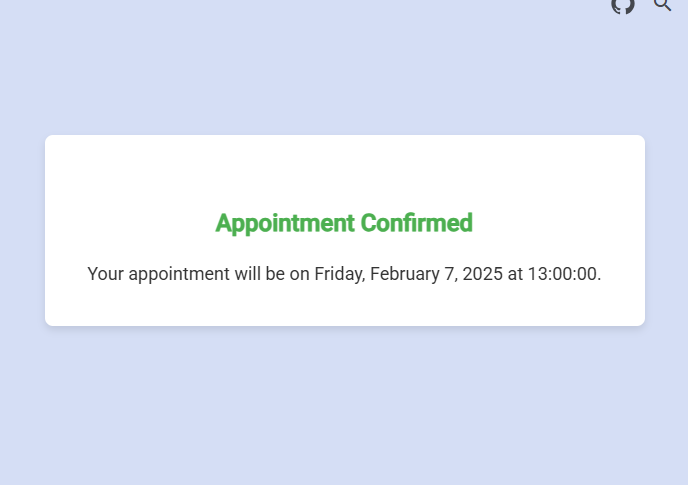 Appointment Confirmed
Your appointment will be on Friday, February 7, 2025 at 13:00:00.